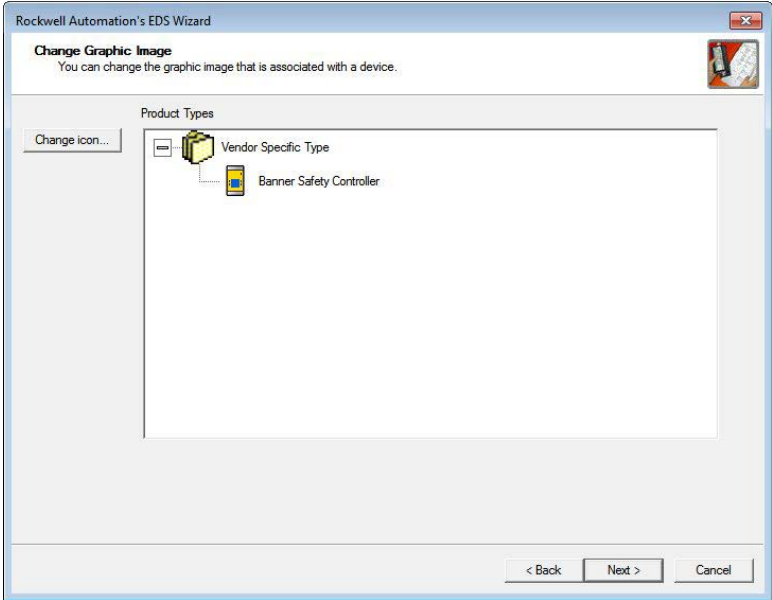 Rockwell Automation's EDS Wizard
Change Graphic Image
You can change the graphic image that is associated with a device.
Product Types
Change icon...
Vendor Specific Type
Banner Safety Controller
< Back
Next >
Cancel